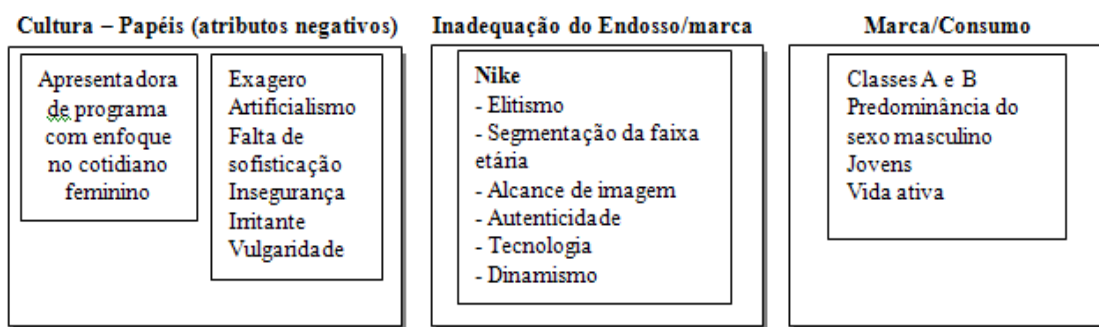 Cultura – Papéis (atributos negativos)
Apresentadora
de programa
com enfoque
no cotidiano
feminino
Exagero
Artificialismo
Falta de
sofisticação
Insegurança
Irritante
Vulgaridade
Inadequação do Endosso/marca
Nike
- Elitismo
- Segmentação da faixa
etária
- Alcance de imagem
- Autenticidade
- Tecnologia
- Dinamismo
Marca/Consumo
Classes A e B
Predominância do
sexo masculino
Jovens
Vida ativa